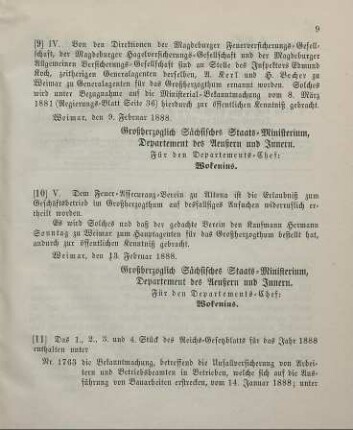 9
[9] IV. Von den Direktionen der Magdeburger Feuerversicherungs-Gesell-
schaft, der Magdeburger Hagelversicherungs-Gesellschaft und der Magdeburger
Allgemeinen Versicherungs-Gesellschaft sind an Stelle des Inspektors Edmund
Koch, zeitherigen Generalagenten derselben, A. Kerl und H. Becher zu
Weimar zu Generalagenten für das Großherzogthum ernannt worden. Solches
wird unter Bezugnahme auf die Ministerial-Bekanntmachung vom 8. März
1881 (Regierungs-Blatt Seite 36) hierdurch zur öffentlichen Kenntniß gebracht.
Weimar, den 9. Februar 1888.
Großherzoglich Sächsisches Staats-Ministerium,
Departement des Aeußern und Innern.
Für den Departements-Chef:
Wokenius.
[10] V. Dem Feuer-Assecuranz-Verein zu Altona ist die Erlaubniß zum
Geschäftsbetrieb im Großherzogthum auf desfallsiges Ansuchen widerruflich er-
theilt worden.
Es wird Solches und daß der gedachte Verein den Kaufmann Hermann
Sonntag zu Weimar zum Hauptagenten für das Großherzogthum bestellt hat,
andurch zur öffentlichen Kenntniß gebracht.
Weimar, den 13. Februar 1888.
Großherzoglich Sächsisches Staats-Ministerium,
Departement des Aeußern und Innern.
Für den Departements-Chef:
Wokenius.
[11] Das 1., 2., 3. und 4. Stück des Reichs-Gesetzblatts für das Jahr 1888
enthalten unter
Nr. 1763 die Bekanntmachung, betreffend die Unfallversicherung von Arbei-
tern und Betriebsbeamten in Betrieben, welche sich auf die Aus-
führung von Bauarbeiten erstrecken, vom 14. Januar 1888; unter